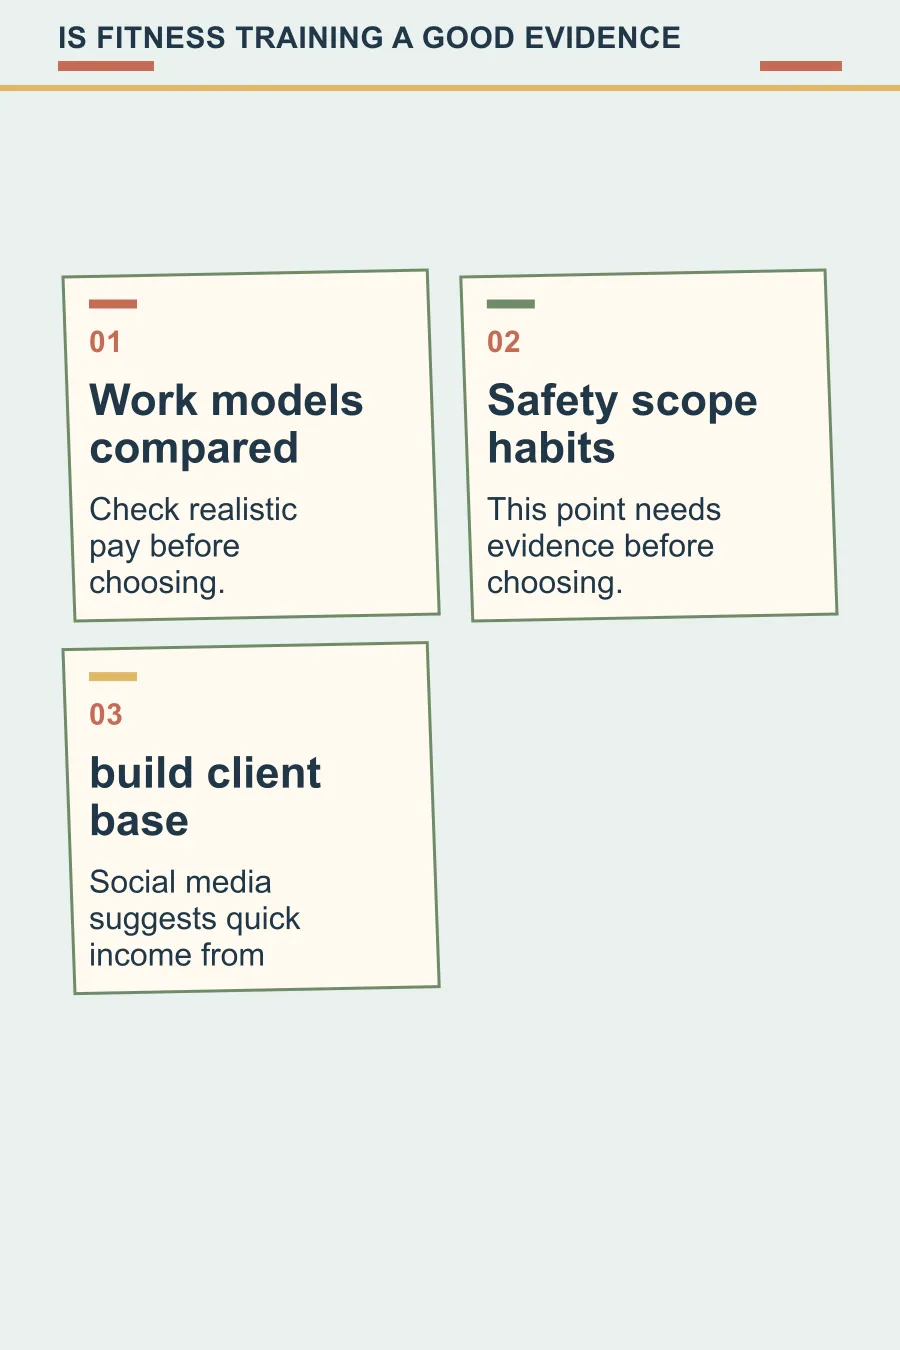 IS FITNESS TRAINING A GOOD EVIDENCE
01
Work models
compared
Check realistic
pay before
choosing.
02
Safety scope
habits
This point needs
evidence before
choosing.
03
build client
base
Social media
suggests quick
income from